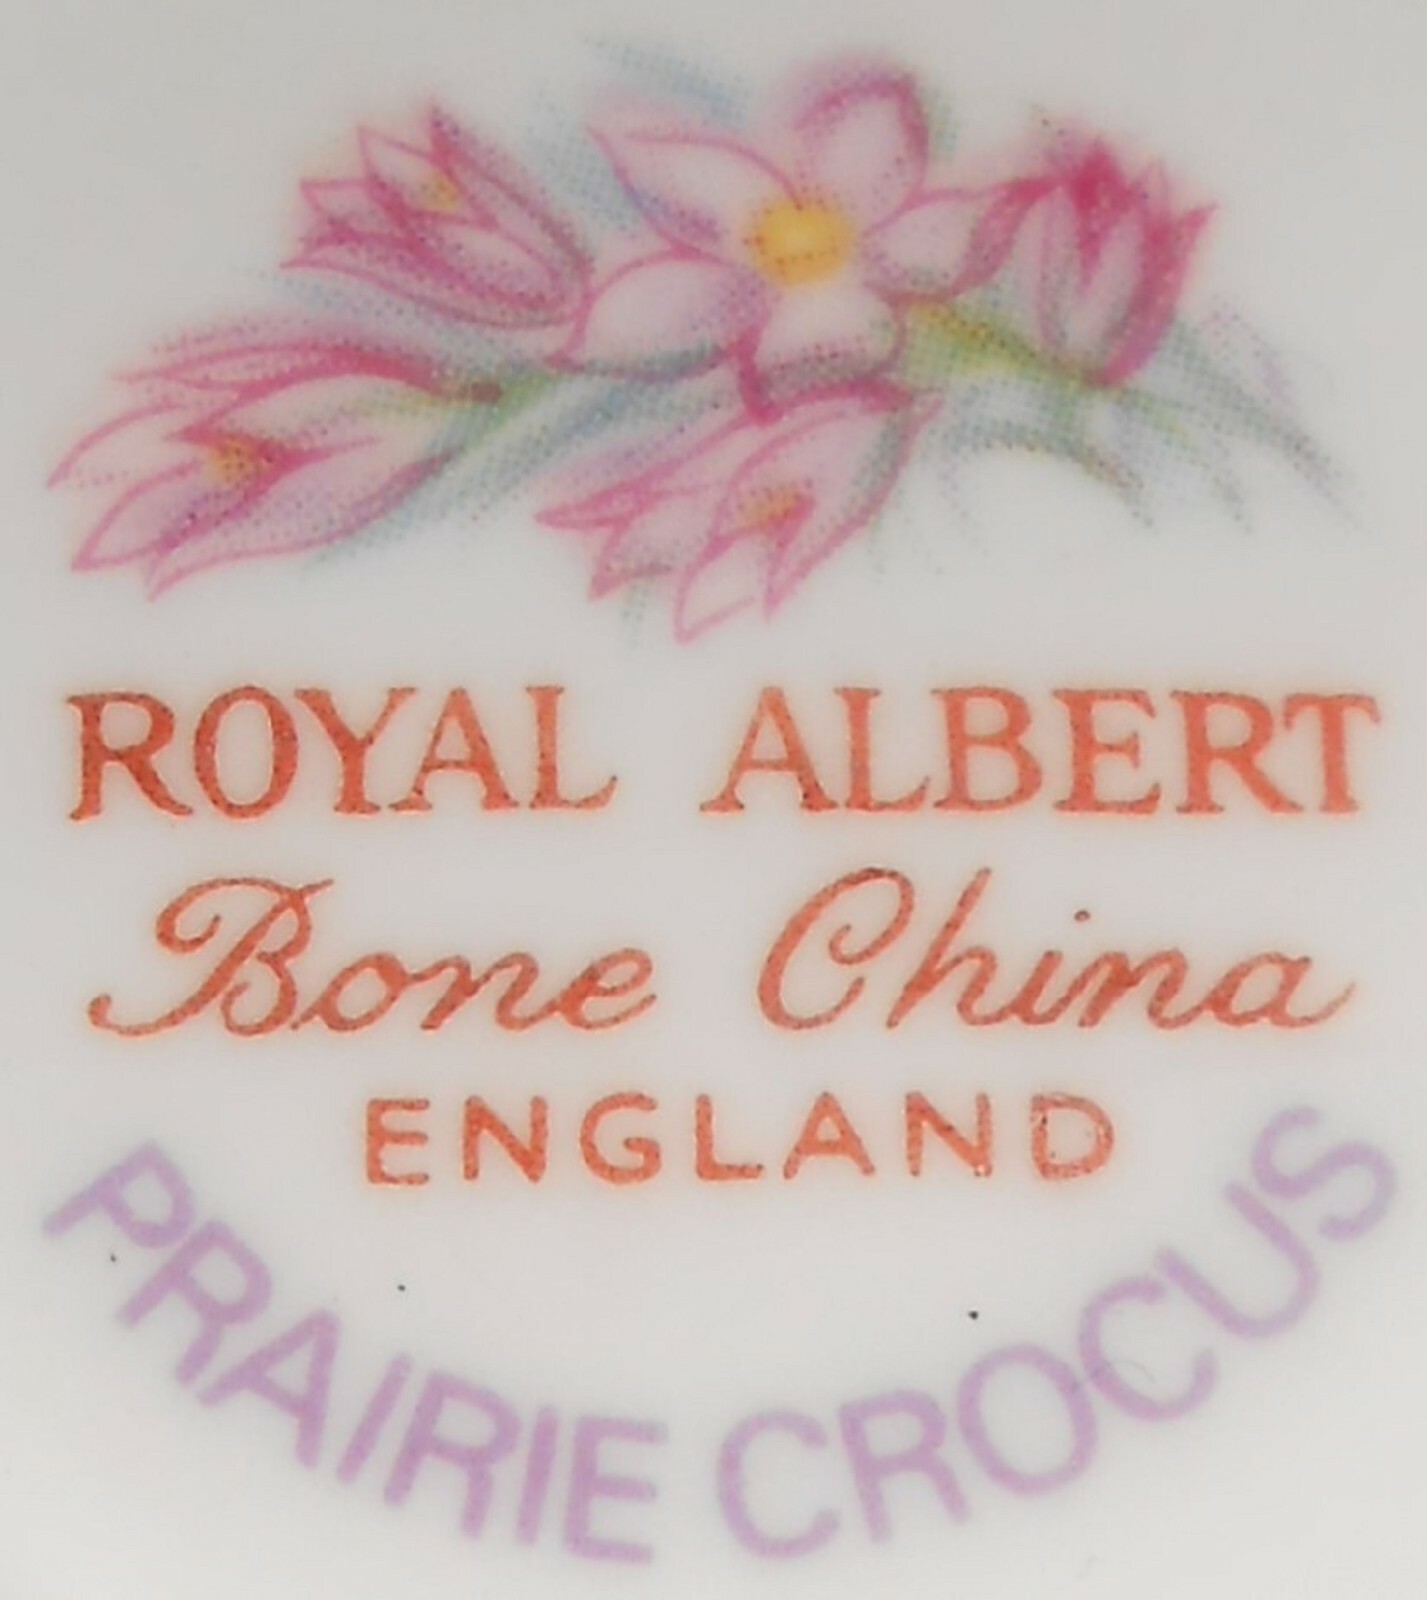 ROYAL ALBERT
Bone China
ENGLAND
PRAIRIE CROCUS